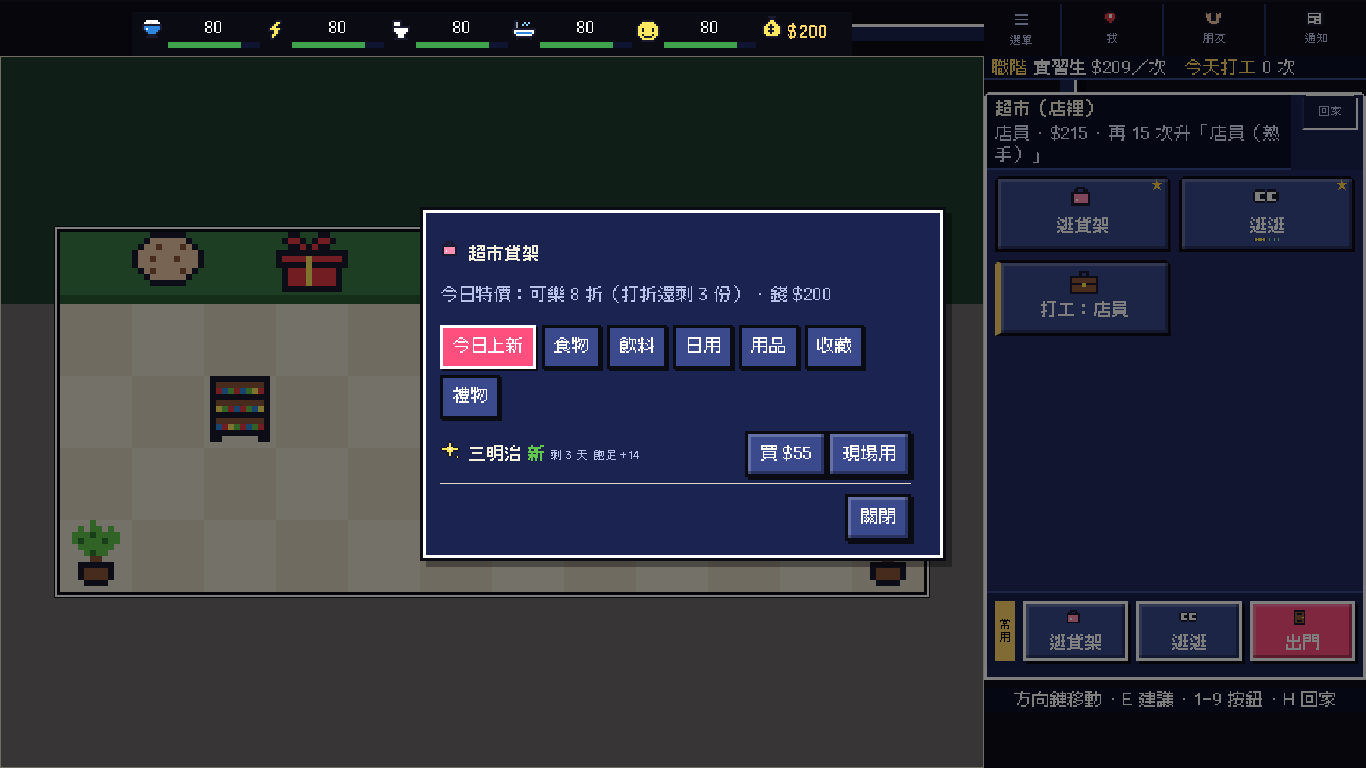 80
80
80
80
80
$200
選單
我
朋友
通知
職階 實習生 $209／次 今天打工 0 次
超市（店裡）
回家
店員 · $215 · 再 15 次升「店員（熟
手）」
逛貨架
逛逛
打工：店員
超市貨架
今日特價：可樂 8 折（打折還剩 3 份） · 錢 $200
今日上新
食物
飲料
日用
用品
收藏
禮物
三明治 新 剩 3 天 飽足+14
買 $55
現場用
關閉
常用
逛貨架
逛逛
出門
方向鍵移動 · E 建議 · 1-9 按鈕 · H 回家